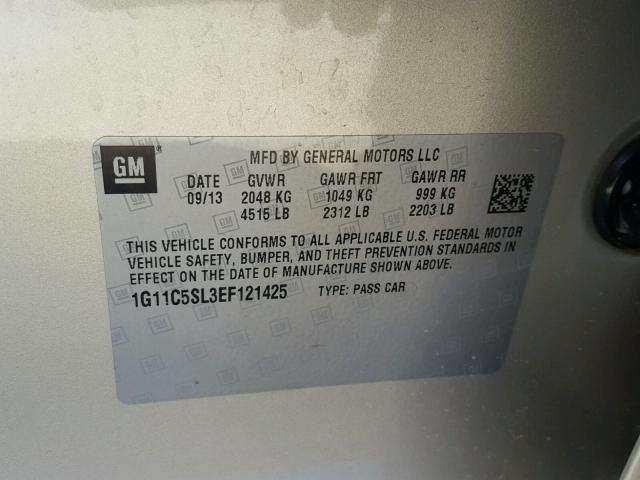 GM
MFD BY GENERAL MOTORS LLC
DATE GVWR GAWR FRT GAWR RR
09/13 2048 KG 1049 KG 999 KG
4515 LB 2312 LB 2203 LB
THIS VEHICLE CONFORMS TO ALL APPLICABLE U.S. FEDERAL MOTOR
VEHICLE SAFETY, BUMPER, AND THEFT PREVENTION STANDARDS IN
EFFECT ON THE DATE OF MANUFACTURE SHOWN ABOVE.
1G11C5SL3EF121425 TYPE: PASS CAR